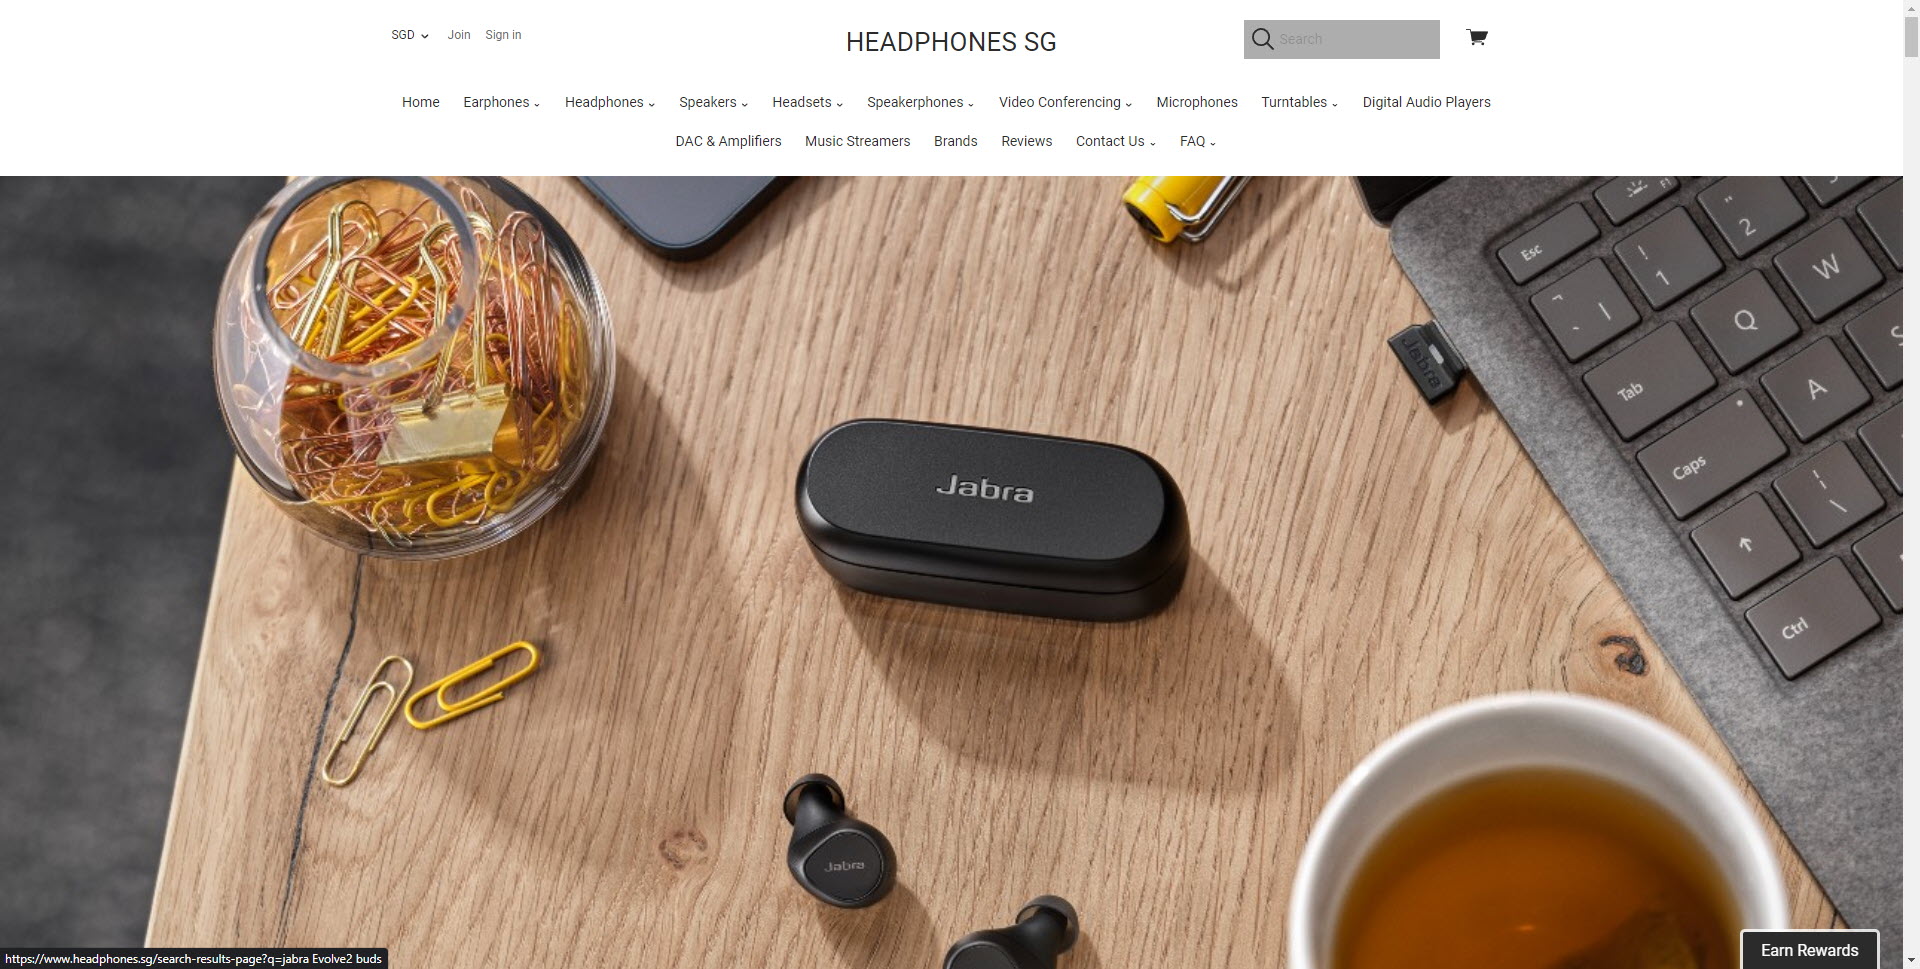 SGD Join Sign in
HEADPHONES SG
Search
Home Earphones Headphones Speakers Headsets Speakerphones Video Conferencing Microphones Turntables Digital Audio Players
DAC & Amplifiers Music Streamers Brands Reviews Contact Us FAQ
Esc
F1
! 1
" 2
Q
W
Tab
A
S
Caps
\
Ctrl
Jabra
Jabra
Jabra
Earn Rewards
https://www.headphones.sg/search-results-page?q=jabra Evolve2 buds